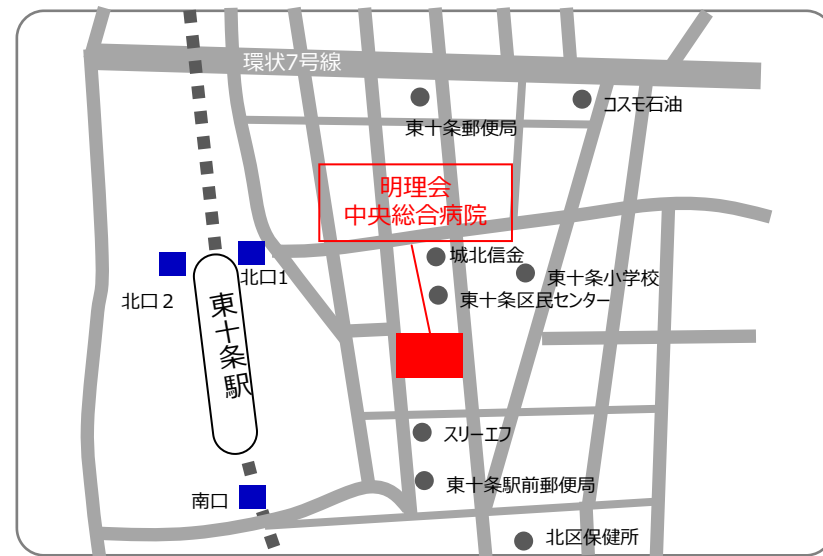 環状7号線
コスモ石油
東十条郵便局
明理会
中央総合病院
城北信金
北口1
北口２
東十条小学校
東十条区民センター
東十条駅
スリーエフ
東十条駅前郵便局
南口
北区保健所